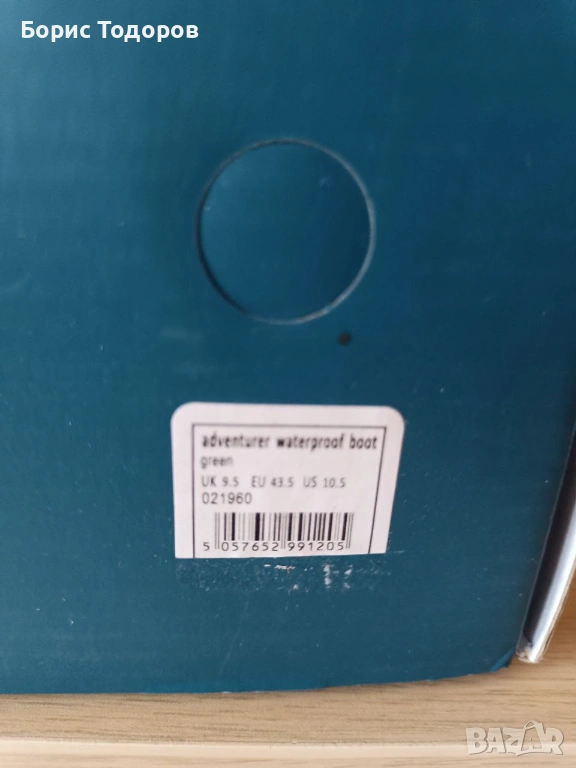 Борис Тодоров
adventurer waterproof boot
green
UK 9.5 EU 43.5 US 10.5
021960
5 057652 991205
BAZAR